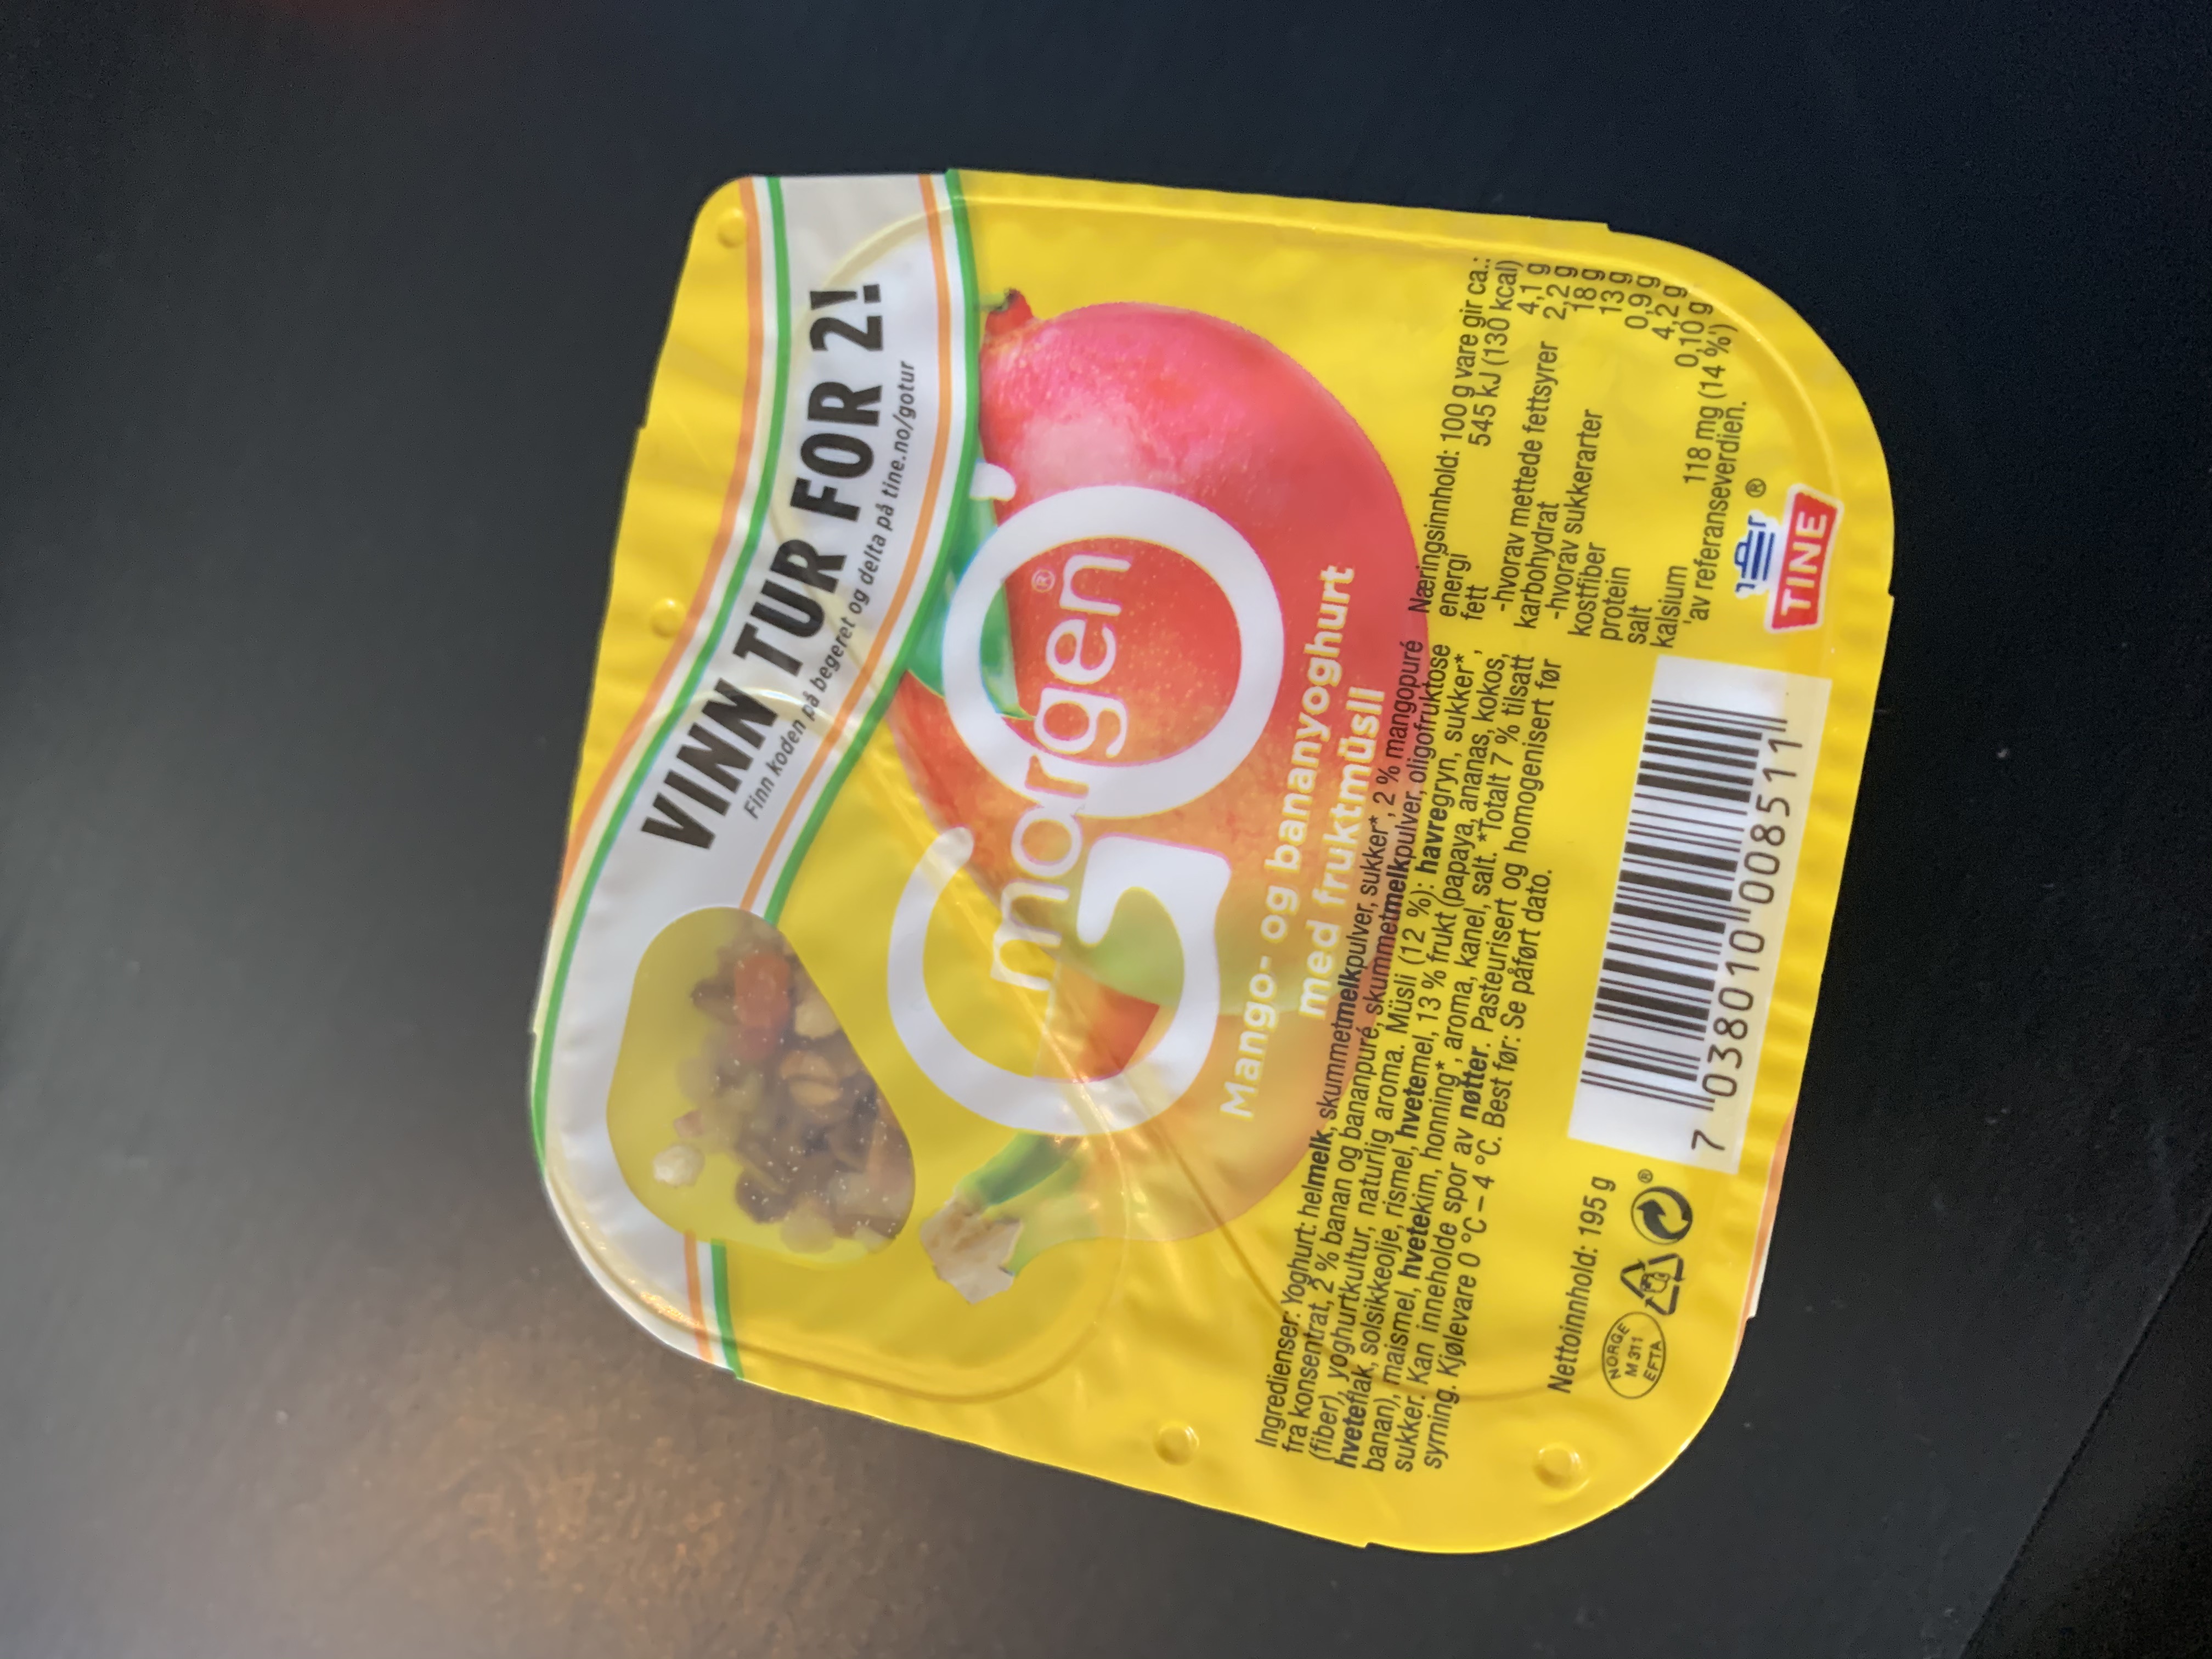 VINN TUR FOR 2!
Finn koden på begeret og delta på tine.no/gotur
GO
morgen®
Mango- og bananyoghurt
med fruktmüsli
Ingredienser: Yoghurt: helmelk, skummetmelkpulver, sukker*, 2 % mangopuré
fra konsentrat, 2 % banan og bananpuré, skummetmelkpulver, oligofruktose
(fiber), yoghurtkultur, naturlig aroma. Müsli (12 %): havregryn, sukker*,
hveteflak, solsikkeolje, rismel, hvetemel, 13 % frukt (papaya, ananas, kokos,
banan), maismel, hvetekim, honning*, aroma, kanel, salt. *Totalt 7 % tilsatt
sukker. Kan inneholde spor av nøtter. Pasteurisert og homogenisert før
syrning. Kjølevare 0 °C – 4 °C. Best før: Se påført dato.
Nettoinnhold: 195 g
NORGE
M 311
EFTA
7 038010 008511
Næringsinnhold: 100 g vare gir ca.:
energi 545 kJ (130 kcal)
fett 4,1 g
-hvorav mettede fettsyrer 2,2 g
karbohydrat 18 g
-hvorav sukkerarter 13 g
kostfiber 0,9 g
protein 4,2 g
salt 0,10 g
kalsium 118 mg (14 %')
'av referanseverdien.
TINE ®